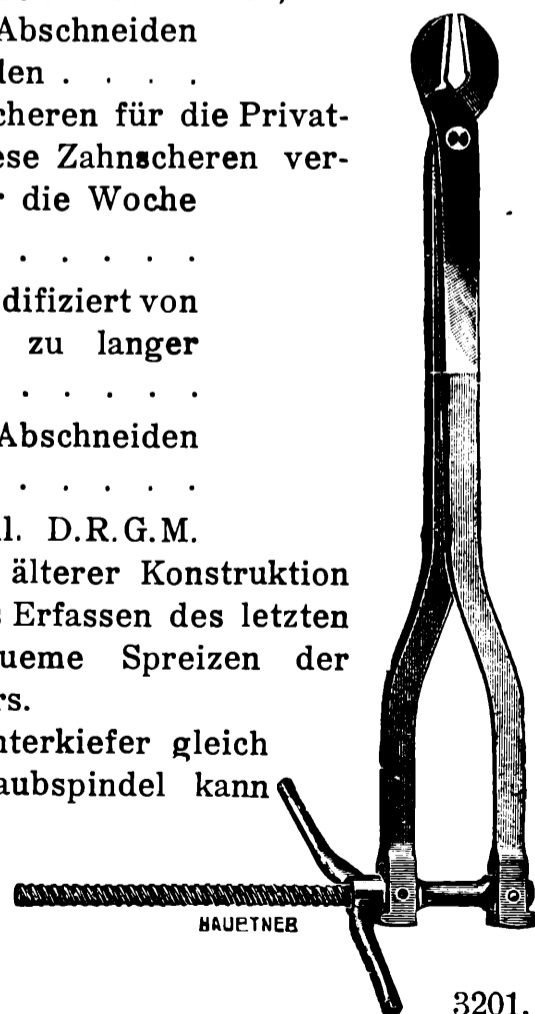 Abschneiden
len . . . .
cheren für die Privat-
ese Zahnscheren ver-
r die Woche
. . . . .
difiziert von
zu langer
. . . . .
Abschneiden
. . . . .
l. D.R.G.M.
älterer Konstruktion
s Erfassen des letzten
ueme Spreizen der
rs.
nterkiefer gleich
aubspindel kann
HAUPTNER
3201.